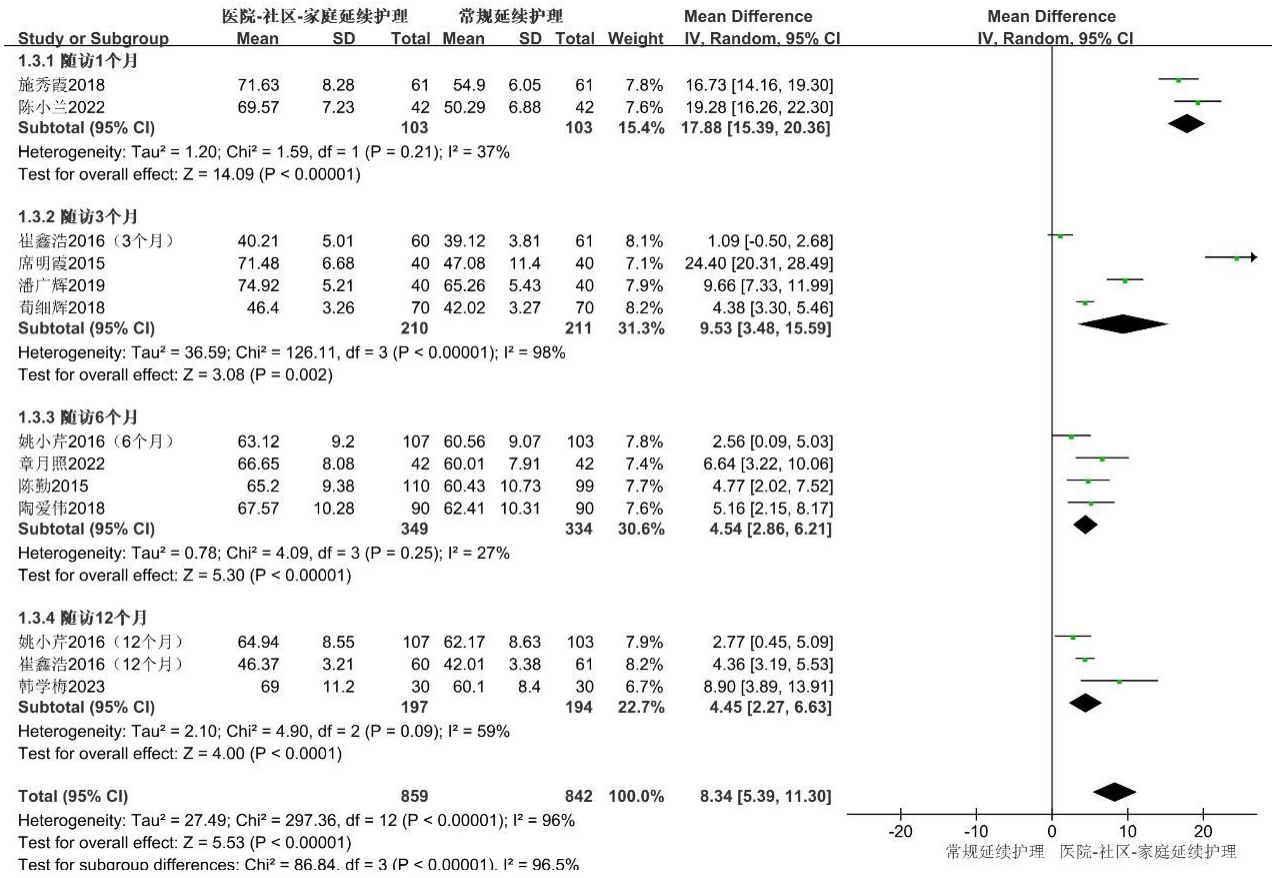 医院-社区-家庭延续护理 常规延续护理 Mean Difference Mean Difference
Study or Subgroup Mean SD Total Mean SD Total Weight IV, Random, 95% CI IV, Random, 95% CI
1.3.1 随访1个月
施秀霞2018 71.63 8.28 61 54.9 6.05 61 7.8% 16.73 [14.16, 19.30]
陈小兰2022 69.57 7.23 42 50.29 6.88 42 7.6% 19.28 [16.26, 22.30]
Subtotal (95% CI) 103 103 15.4% 17.88 [15.39, 20.36]
Heterogeneity: Tau² = 1.20; Chi² = 1.59, df = 1 (P = 0.21); I² = 37%
Test for overall effect: Z = 14.09 (P < 0.00001)
1.3.2 随访3个月
崔鑫浩2016（3个月） 40.21 5.01 60 39.12 3.81 61 8.1% 1.09 [-0.50, 2.68]
席明霞2015 71.48 6.68 40 47.08 11.4 40 7.1% 24.40 [20.31, 28.49]
潘广辉2019 74.92 5.21 40 65.26 5.43 40 7.9% 9.66 [7.33, 11.99]
荀细辉2018 46.4 3.26 70 42.02 3.27 70 8.2% 4.38 [3.30, 5.46]
Subtotal (95% CI) 210 211 31.3% 9.53 [3.48, 15.59]
Heterogeneity: Tau² = 36.59; Chi² = 126.11, df = 3 (P < 0.00001); I² = 98%
Test for overall effect: Z = 3.08 (P = 0.002)
1.3.3 随访6个月
姚小芹2016（6个月） 63.12 9.2 107 60.56 9.07 103 7.8% 2.56 [0.09, 5.03]
章月照2022 66.65 8.08 42 60.01 7.91 42 7.4% 6.64 [3.22, 10.06]
陈勤2015 65.2 9.38 110 60.43 10.73 99 7.7% 4.77 [2.02, 7.52]
陶爱伟2018 67.57 10.28 90 62.41 10.31 90 7.6% 5.16 [2.15, 8.17]
Subtotal (95% CI) 349 334 30.6% 4.54 [2.86, 6.21]
Heterogeneity: Tau² = 0.78; Chi² = 4.09, df = 3 (P = 0.25); I² = 27%
Test for overall effect: Z = 5.30 (P < 0.00001)
1.3.4 随访12个月
姚小芹2016（12个月） 64.94 8.55 107 62.17 8.63 103 7.9% 2.77 [0.45, 5.09]
崔鑫浩2016（12个月） 46.37 3.21 60 42.01 3.38 61 8.2% 4.36 [3.19, 5.53]
韩学梅2023 69 11.2 30 60.1 8.4 30 6.7% 8.90 [3.89, 13.91]
Subtotal (95% CI) 197 194 22.7% 4.45 [2.27, 6.63]
Heterogeneity: Tau² = 2.10; Chi² = 4.90, df = 2 (P = 0.09); I² = 59%
Test for overall effect: Z = 4.00 (P < 0.0001)
Total (95% CI) 859 842 100.0% 8.34 [5.39, 11.30]
Heterogeneity: Tau² = 27.49; Chi² = 297.36, df = 12 (P < 0.00001); I² = 96%
Test for overall effect: Z = 5.53 (P < 0.00001)
Test for subgroup differences: Chi² = 86.84, df = 3 (P < 0.00001), I² = 96.5%
-20 -10 0 10 20
常规延续护理 医院-社区-家庭延续护理